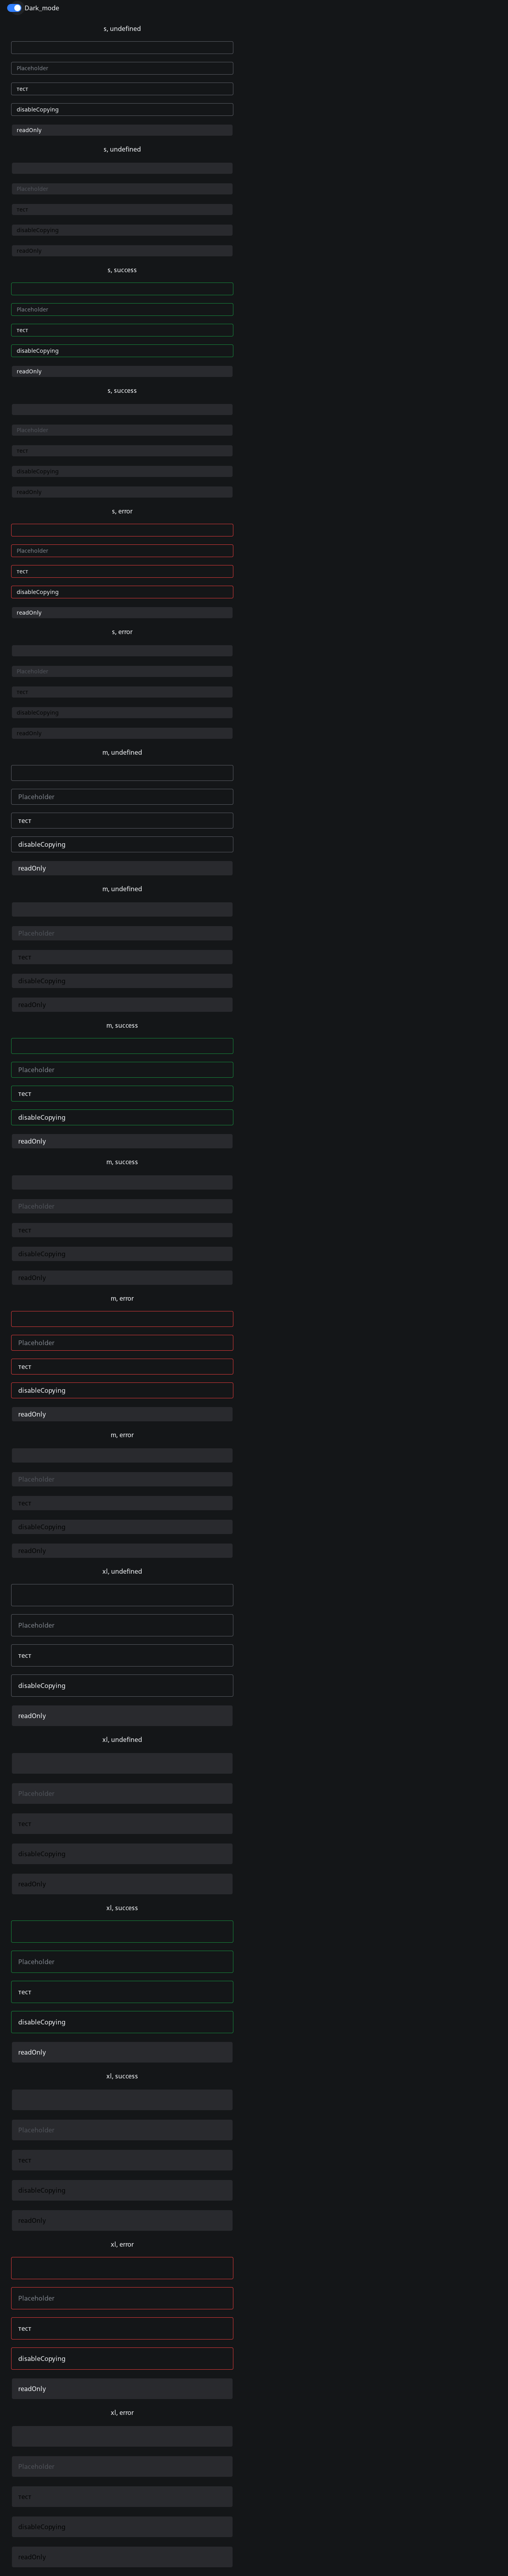 Dark_mode
s, undefined
Placeholder
тест
disableCopying
readOnly
s, undefined
Placeholder
тест
disableCopying
readOnly
s, success
Placeholder
тест
disableCopying
readOnly
s, success
Placeholder
тест
disableCopying
readOnly
s, error
Placeholder
тест
disableCopying
readOnly
s, error
Placeholder
тест
disableCopying
readOnly
m, undefined
Placeholder
тест
disableCopying
readOnly
m, undefined
Placeholder
тест
disableCopying
readOnly
m, success
Placeholder
тест
disableCopying
readOnly
m, success
Placeholder
тест
disableCopying
readOnly
m, error
Placeholder
тест
disableCopying
readOnly
m, error
Placeholder
тест
disableCopying
readOnly
xl, undefined
Placeholder
тест
disableCopying
readOnly
xl, undefined
Placeholder
тест
disableCopying
readOnly
xl, success
Placeholder
тест
disableCopying
readOnly
xl, success
Placeholder
тест
disableCopying
readOnly
xl, error
Placeholder
тест
disableCopying
readOnly
xl, error
Placeholder
тест
disableCopying
readOnly